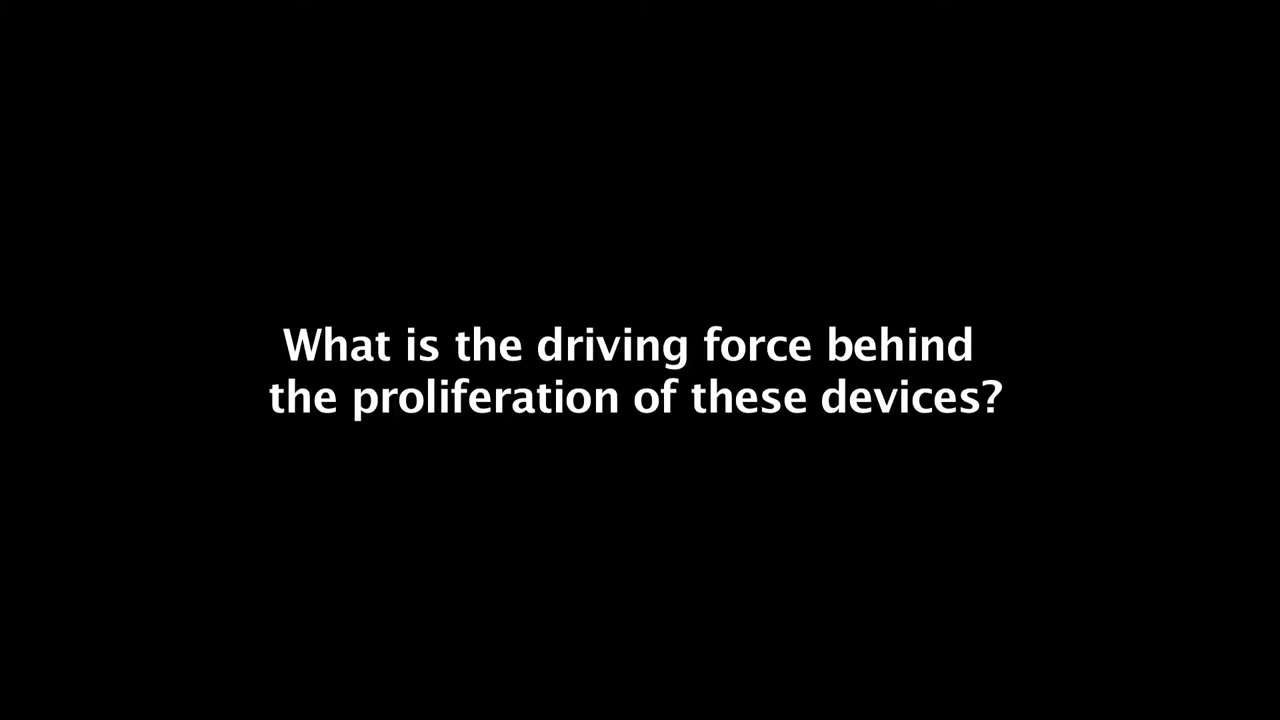 What is the driving force behind
the proliferation of these devices?